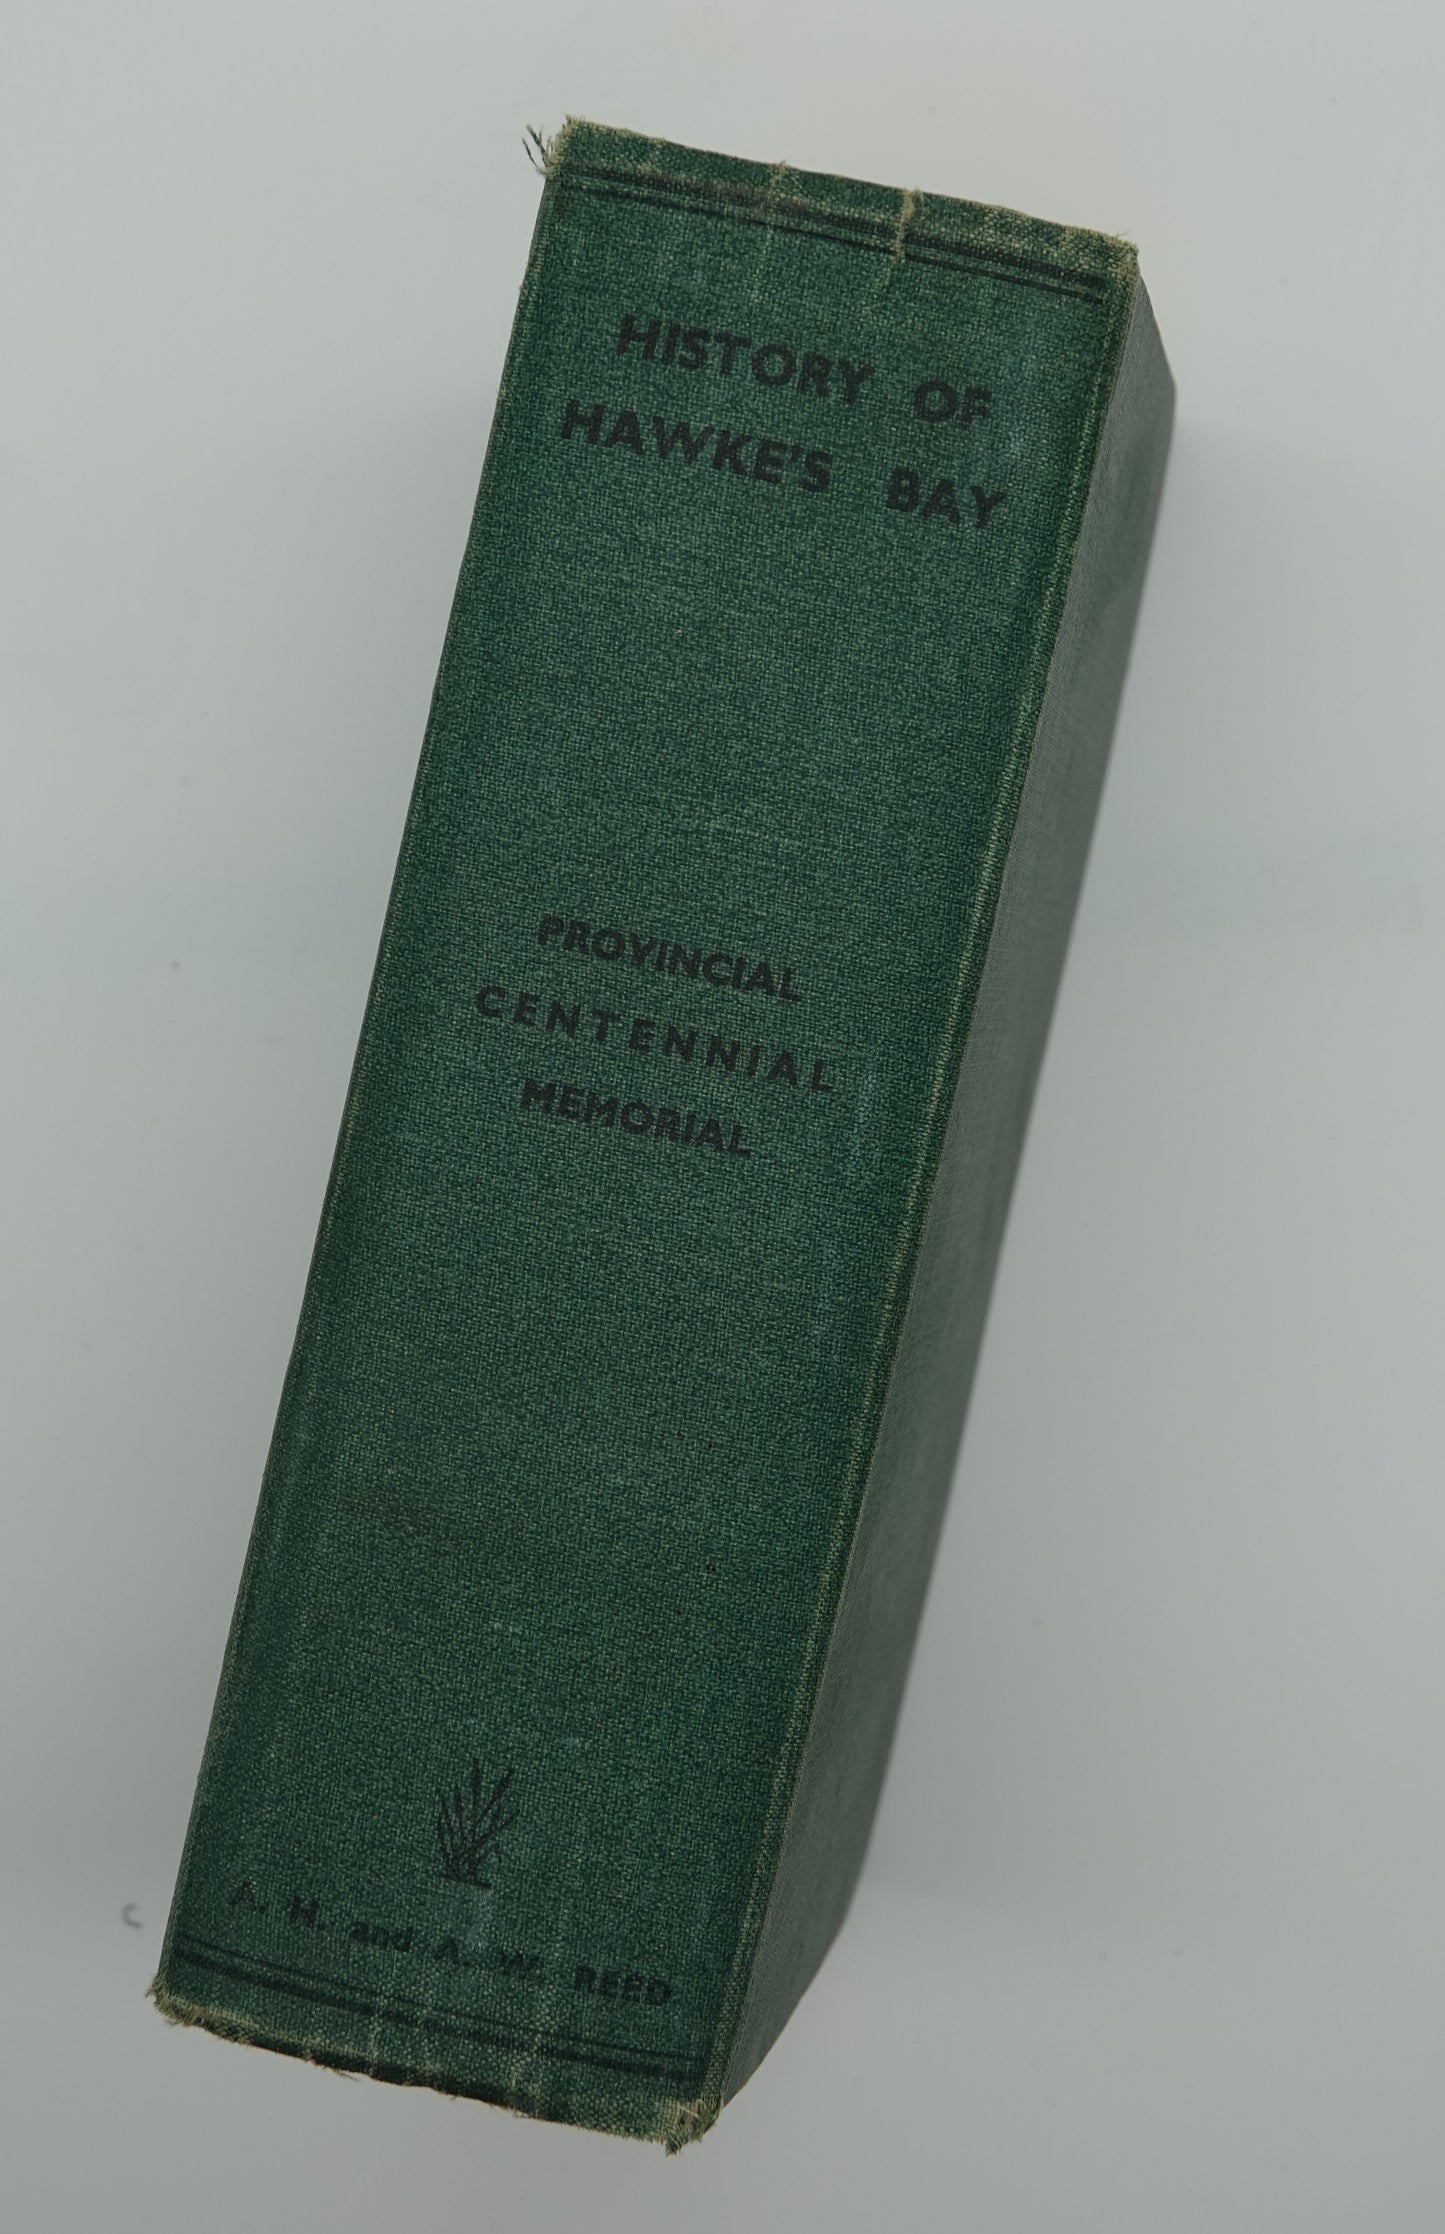 HISTORY OF
HAWKE'S BAY
PROVINCIAL
CENTENNIAL
MEMORIAL
A. H. and A. W. REED